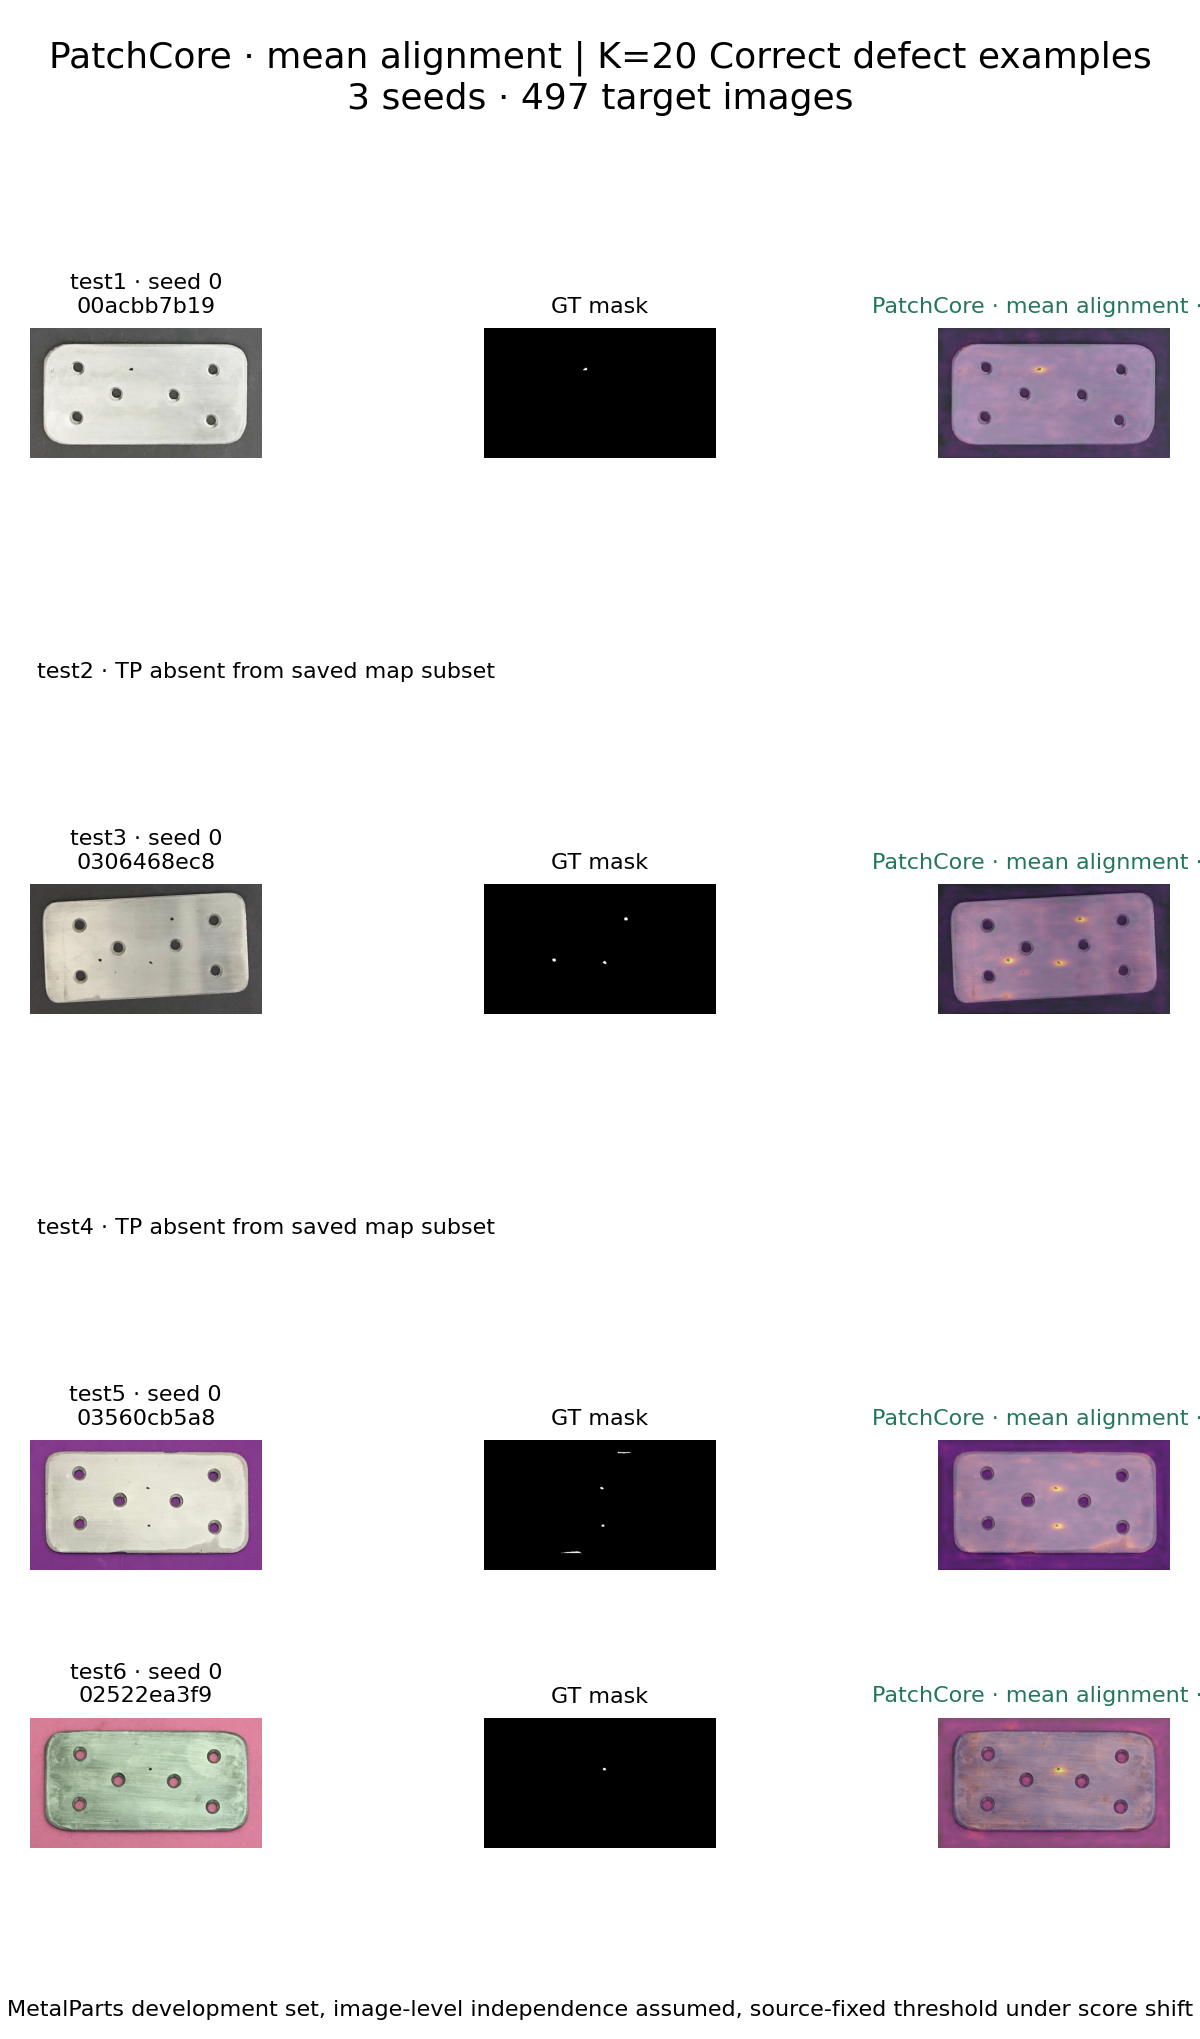 PatchCore · mean alignment | K=20 Correct defect examples
3 seeds · 497 target images
test1 · seed 0
00acbb7b19
GT mask
PatchCore · mean alignment ·
test2 · TP absent from saved map subset
test3 · seed 0
0306468ec8
GT mask
PatchCore · mean alignment ·
test4 · TP absent from saved map subset
test5 · seed 0
03560cb5a8
GT mask
PatchCore · mean alignment ·
test6 · seed 0
02522ea3f9
GT mask
PatchCore · mean alignment ·
MetalParts development set, image-level independence assumed, source-fixed threshold under score shift